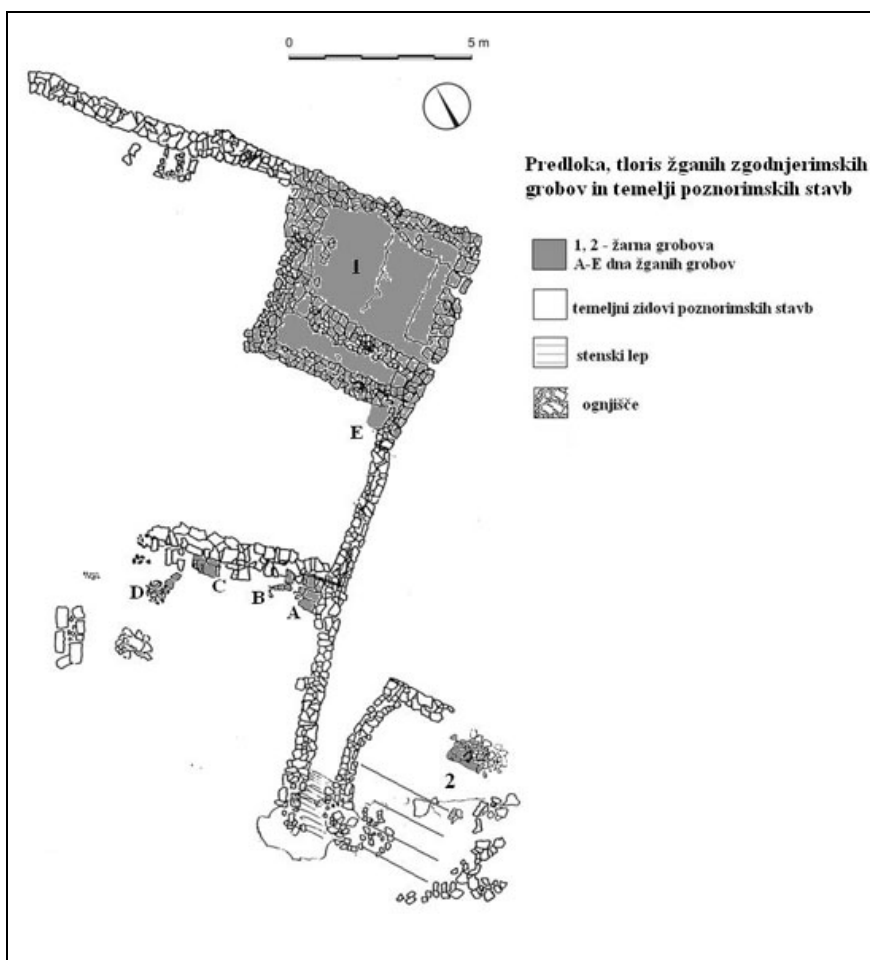 0 5 m
Predloka, tloris žganih zgodnjerimskih
grobov in temelji poznorimskih stavb
1, 2 - žarna grobova
A-E dna žganih grobov
temeljni zidovi poznorimskih stavb
stenski lep
ognjišče
1
E
C
D
B
A
2